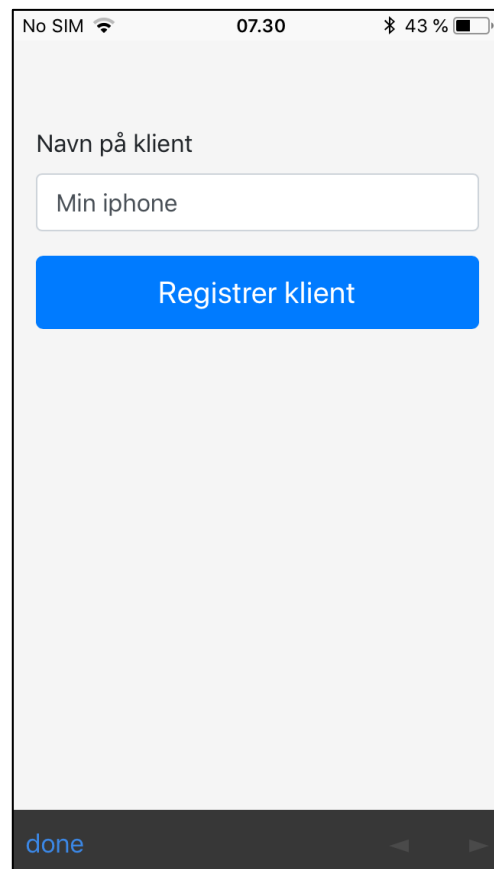 No SIM 07.30 43 %
Navn på klient
Min iphone
Registrer klient
done